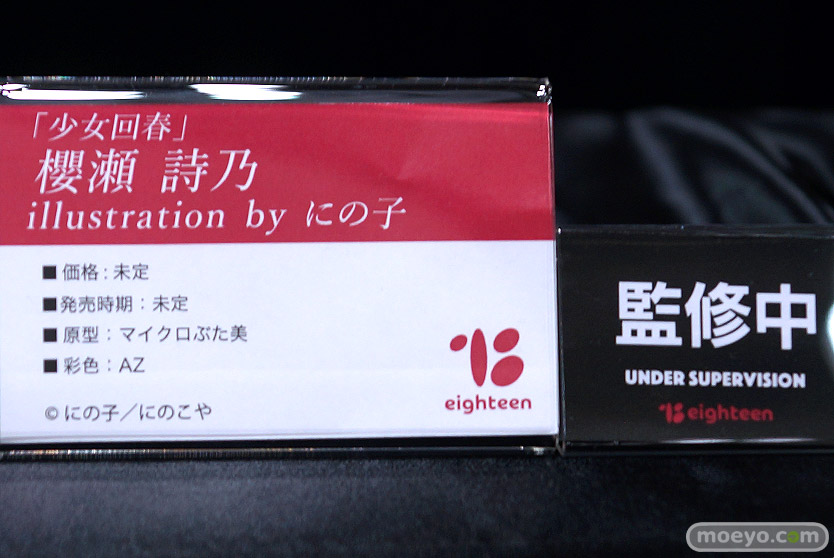 「少女回春」
櫻瀬 詩乃
illustration by にの子
■価格：未定
■発売時期：未定
■原型：マイクロぶた美
■彩色：AZ
©にの子／にのこや
eighteen
監修中
UNDER SUPERVISION
eighteen
moeyo.com